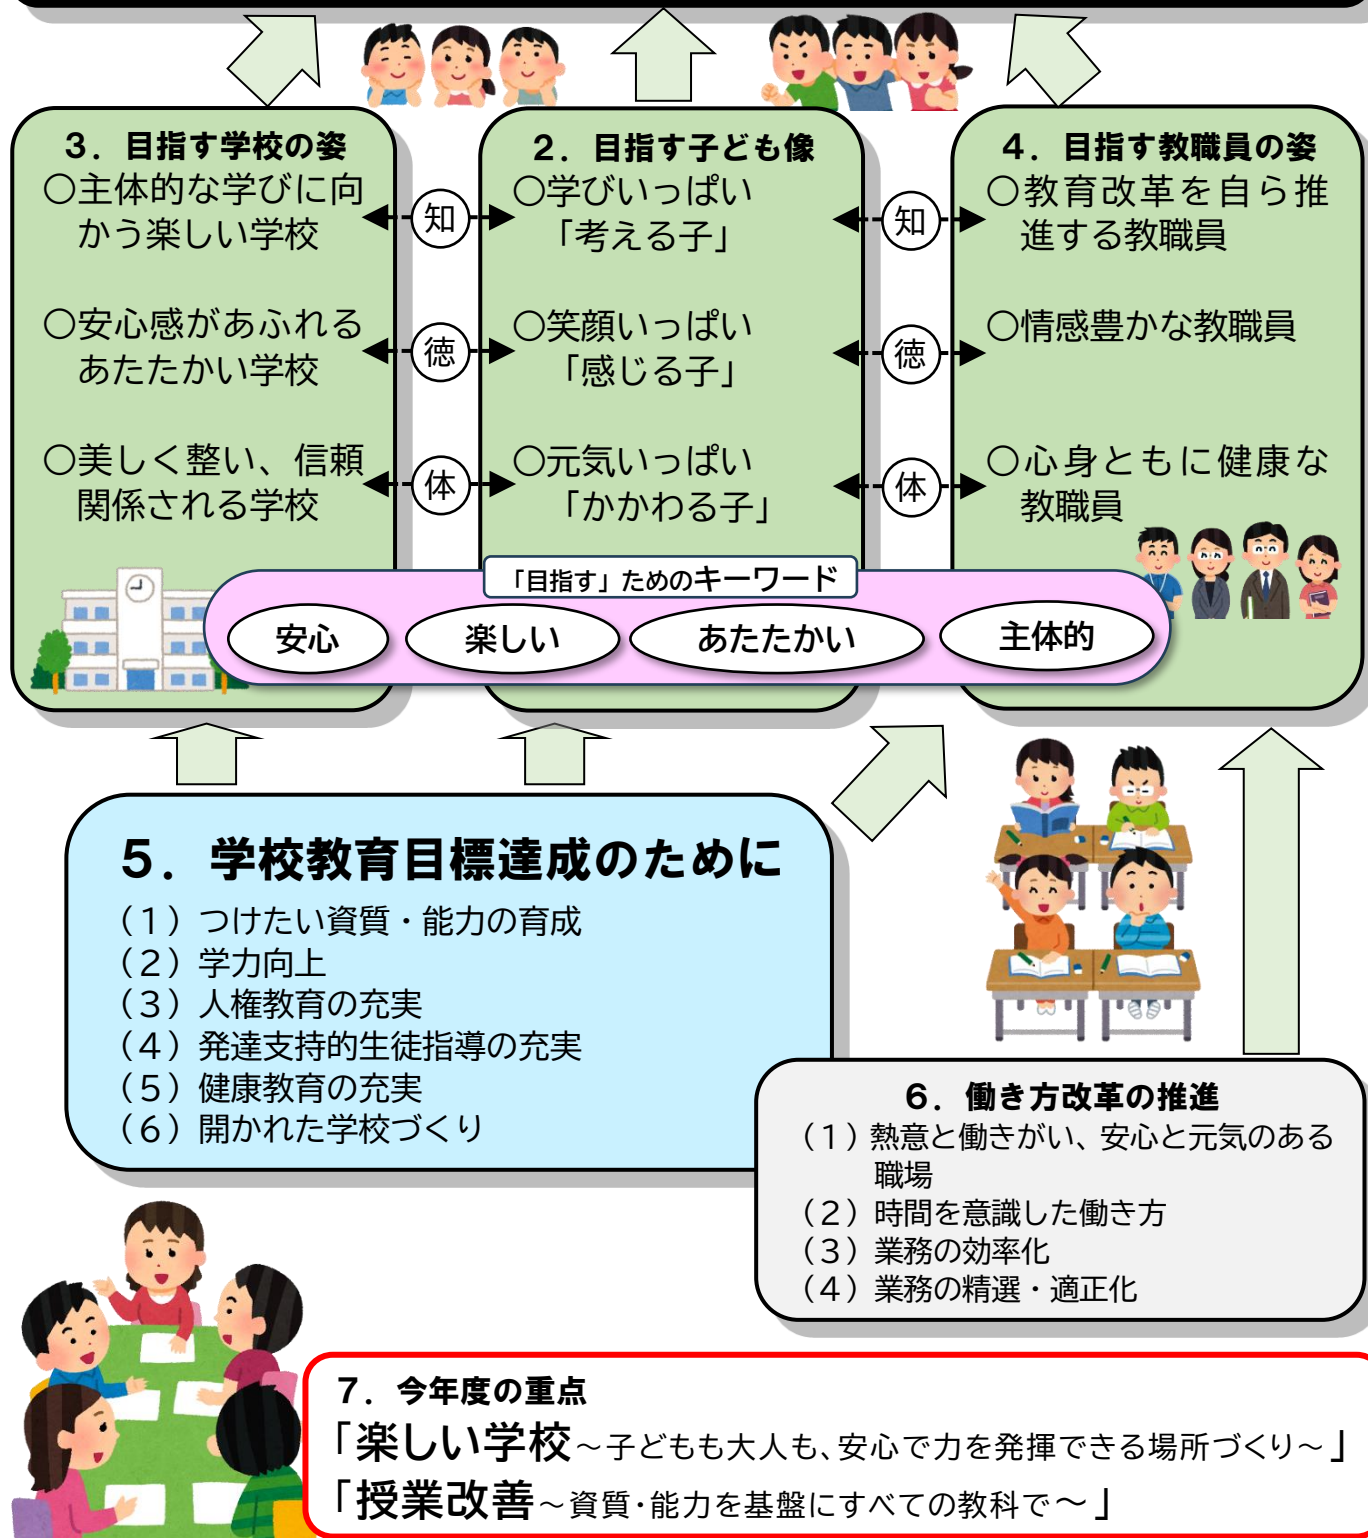 3．目指す学校の姿
○主体的な学びに向
かう楽しい学校
○安心感があふれる
あたたかい学校
○美しく整い、信頼
関係される学校
知
徳
体
2．目指す子ども像
○学びいっぱい
「考える子」
○笑顔いっぱい
「感じる子」
○元気いっぱい
「かかわる子」
知
徳
体
4．目指す教職員の姿
○教育改革を自ら推
進する教職員
○情感豊かな教職員
○心身ともに健康な
教職員
「目指す」ためのキーワード
安心
楽しい
あたたかい
主体的
5．学校教育目標達成のために
（1）つけたい資質・能力の育成
（2）学力向上
（3）人権教育の充実
（4）発達支持的生徒指導の充実
（5）健康教育の充実
（6）開かれた学校づくり
6．働き方改革の推進
（1）熱意と働きがい、安心と元気のある
職場
（2）時間を意識した働き方
（3）業務の効率化
（4）業務の精選・適正化
7．今年度の重点
「楽しい学校～子どもも大人も、安心で力を発揮できる場所づくり～」
「授業改善～資質・能力を基盤にすべての教科で～」